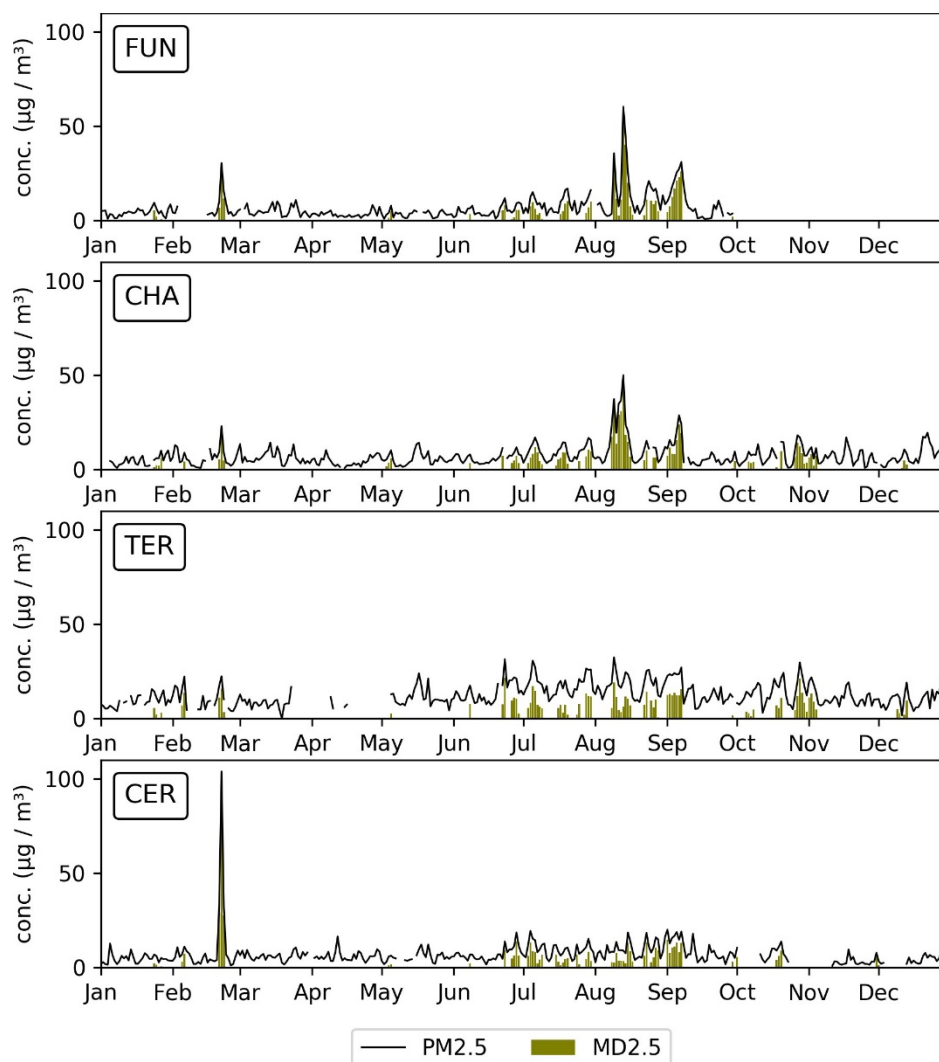 FUN
conc. (µg / m³)
100
50
0
Jan Feb Mar Apr May Jun Jul Aug Sep Oct Nov Dec
CHA
conc. (µg / m³)
100
50
0
Jan Feb Mar Apr May Jun Jul Aug Sep Oct Nov Dec
TER
conc. (µg / m³)
100
50
0
Jan Feb Mar Apr May Jun Jul Aug Sep Oct Nov Dec
CER
conc. (µg / m³)
100
50
0
Jan Feb Mar Apr May Jun Jul Aug Sep Oct Nov Dec
PM2.5 MD2.5